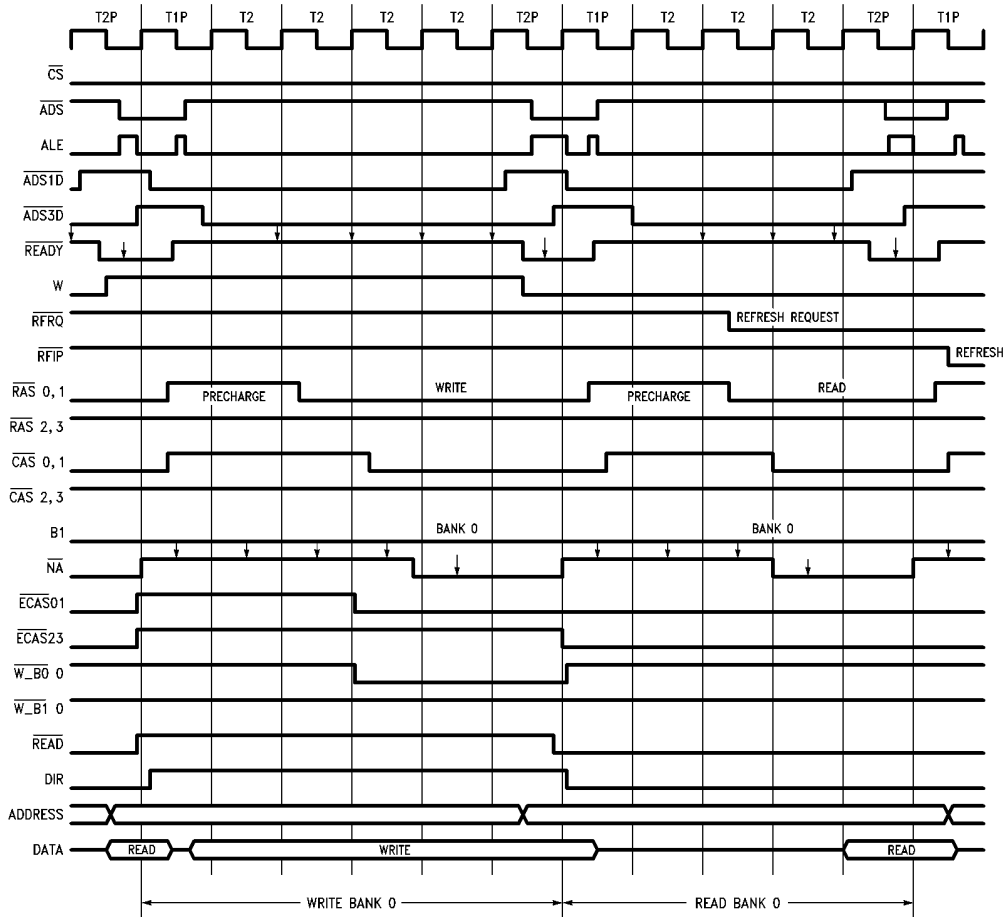 T2P T1P T2 T2 T2 T2 T2P T1P T2 T2 T2 T2P T1P
CS
ADS
ALE
ADS1D
ADS3D
READY
W
RFRQ REFRESH REQUEST
RFIP REFRESH
RAS 0,1 PRECHARGE WRITE PRECHARGE READ
RAS 2,3
CAS 0,1
CAS 2,3
B1 BANK 0 BANK 0
NA
ECAS01
ECAS23
W_B0 0
W_B1 0
READ
DIR
ADDRESS
DATA READ WRITE READ
WRITE BANK 0 READ BANK 0